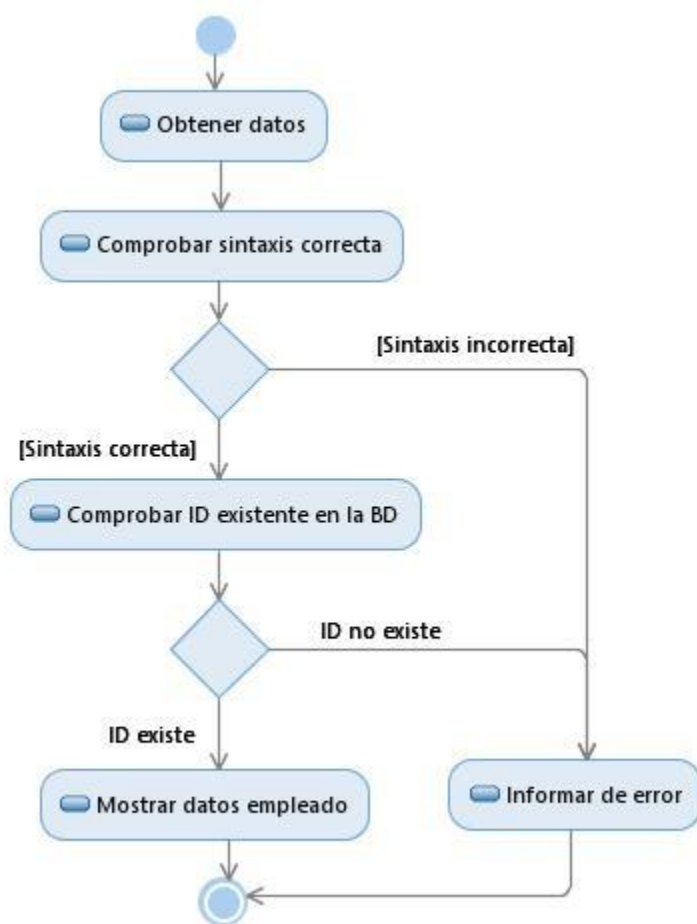 Obtener datos
Comprobar sintaxis correcta
[Sintaxis incorrecta]
[Sintaxis correcta]
Comprobar ID existente en la BD
ID no existe
ID existe
Mostrar datos empleado
Informar de error